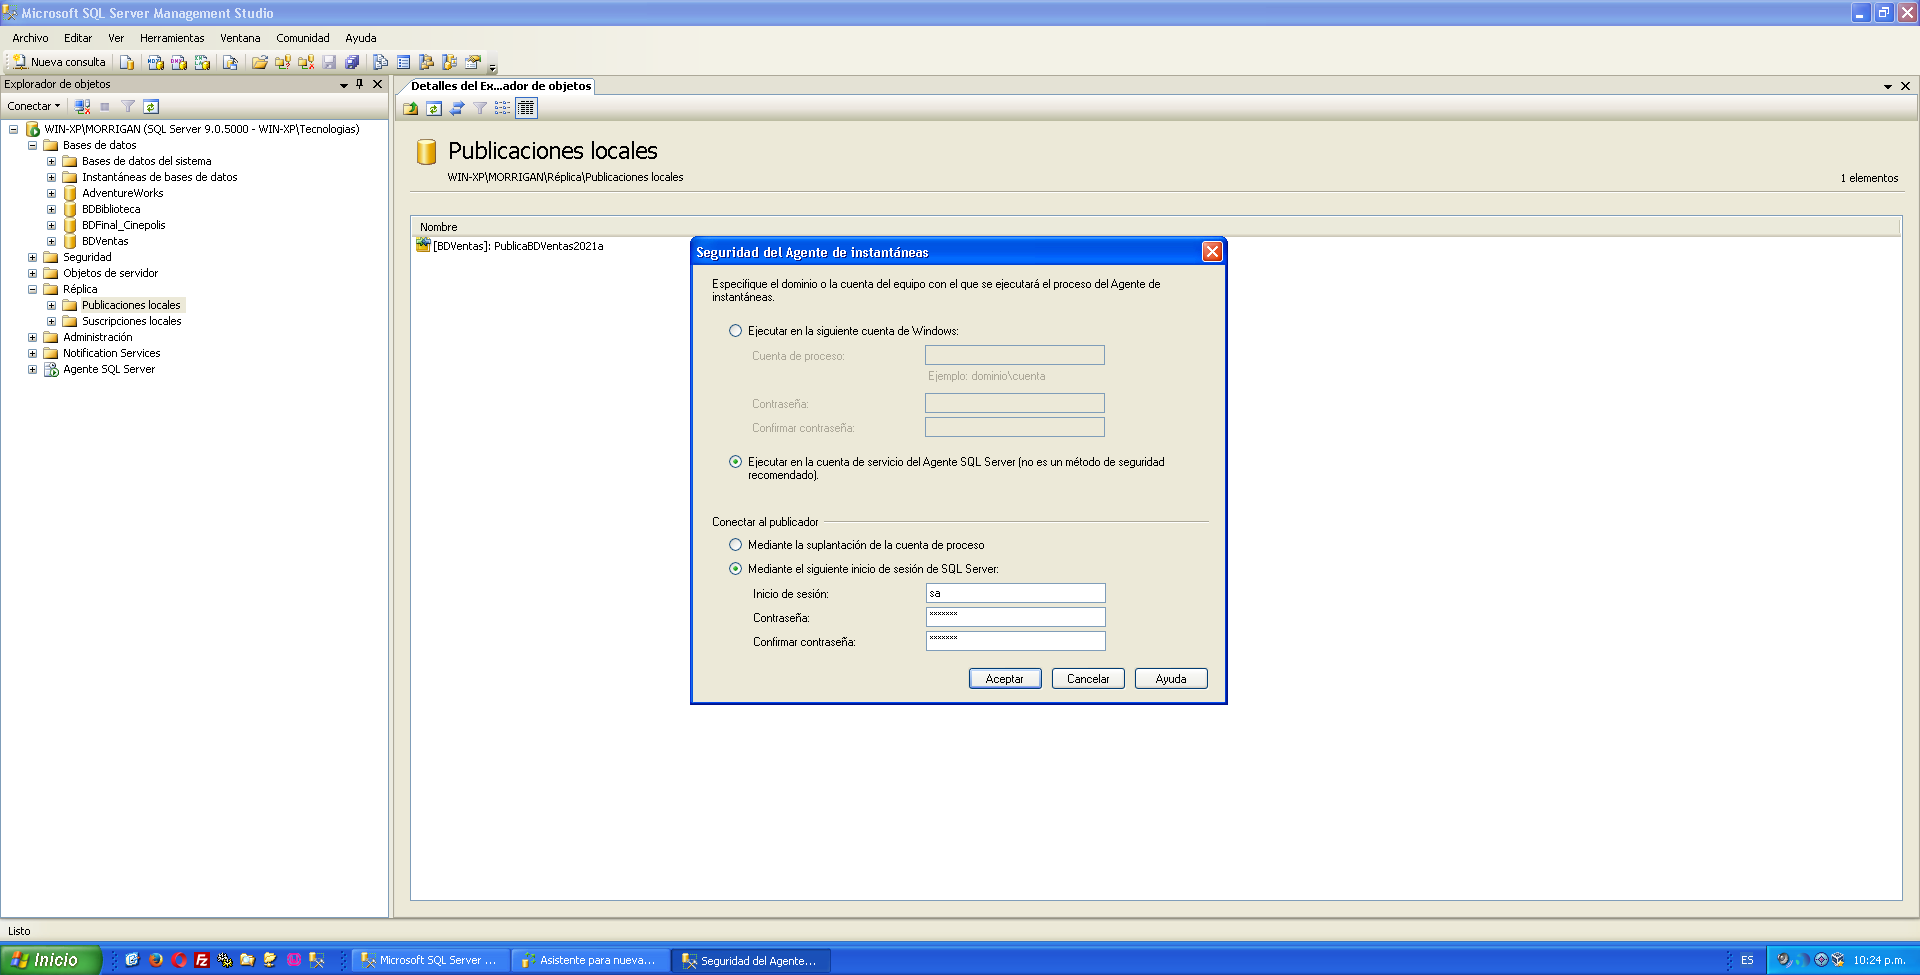 Microsoft SQL Server Management Studio
Archivo Editar Ver Herramientas Ventana Comunidad Ayuda
Nueva consulta
Explorador de objetos
Conectar
WIN-XP\MORRIGAN (SQL Server 9.0.5000 - WIN-XP\Tecnologias)
Bases de datos
Bases de datos del sistema
Instantáneas de bases de datos
AdventureWorks
BDBiblioteca
BDFinal_Cinepolis
BDVentas
Seguridad
Objetos de servidor
Réplica
Publicaciones locales
Suscripciones locales
Administración
Notification Services
Agente SQL Server
Detalles del Ex...ador de objetos
Publicaciones locales
WIN-XP\MORRIGAN\Réplica\Publicaciones locales
1 elementos
Nombre
[BDVentas]: PublicaBDVentas2021a
Seguridad del Agente de instantáneas
Especifique el dominio o la cuenta del equipo con el que se ejecutará el proceso del Agente de
instantáneas.
Ejecutar en la siguiente cuenta de Windows:
Cuenta de proceso:
Ejemplo: dominio\cuenta
Contraseña:
Confirmar contraseña:
Ejecutar en la cuenta de servicio del Agente SQL Server (no es un método de seguridad
recomendado).
Conectar al publicador
Mediante la suplantación de la cuenta de proceso
Mediante el siguiente inicio de sesión de SQL Server:
Inicio de sesión: sa
Contraseña: *******
Confirmar contraseña: *******
Aceptar Cancelar Ayuda
Listo
Inicio
Microsoft SQL Server ...
Asistente para nueva...
Seguridad del Agente...
ES
10:24 p.m.